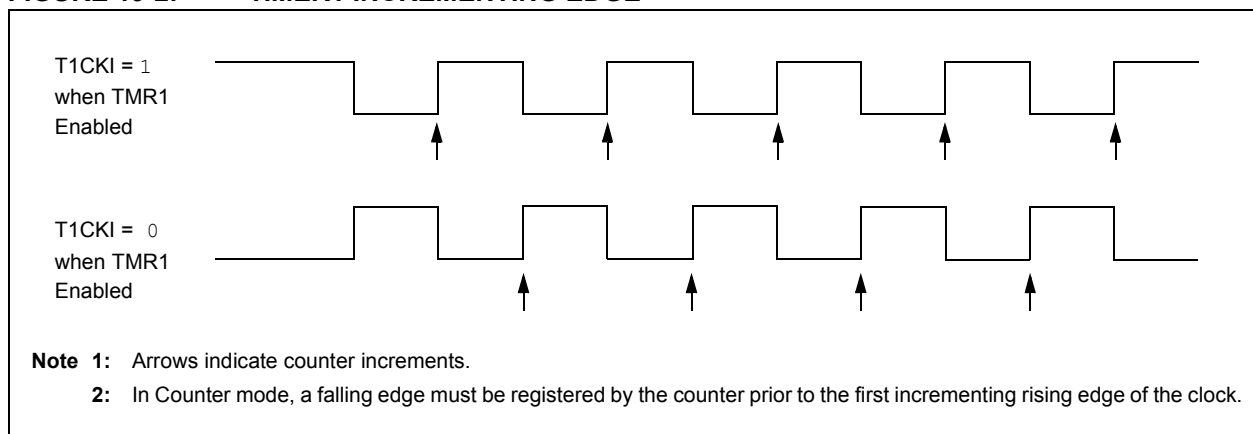 T1CKI = 1
when TMR1
Enabled
T1CKI = 0
when TMR1
Enabled
Note 1: Arrows indicate counter increments.
2: In Counter mode, a falling edge must be registered by the counter prior to the first incrementing rising edge of the clock.